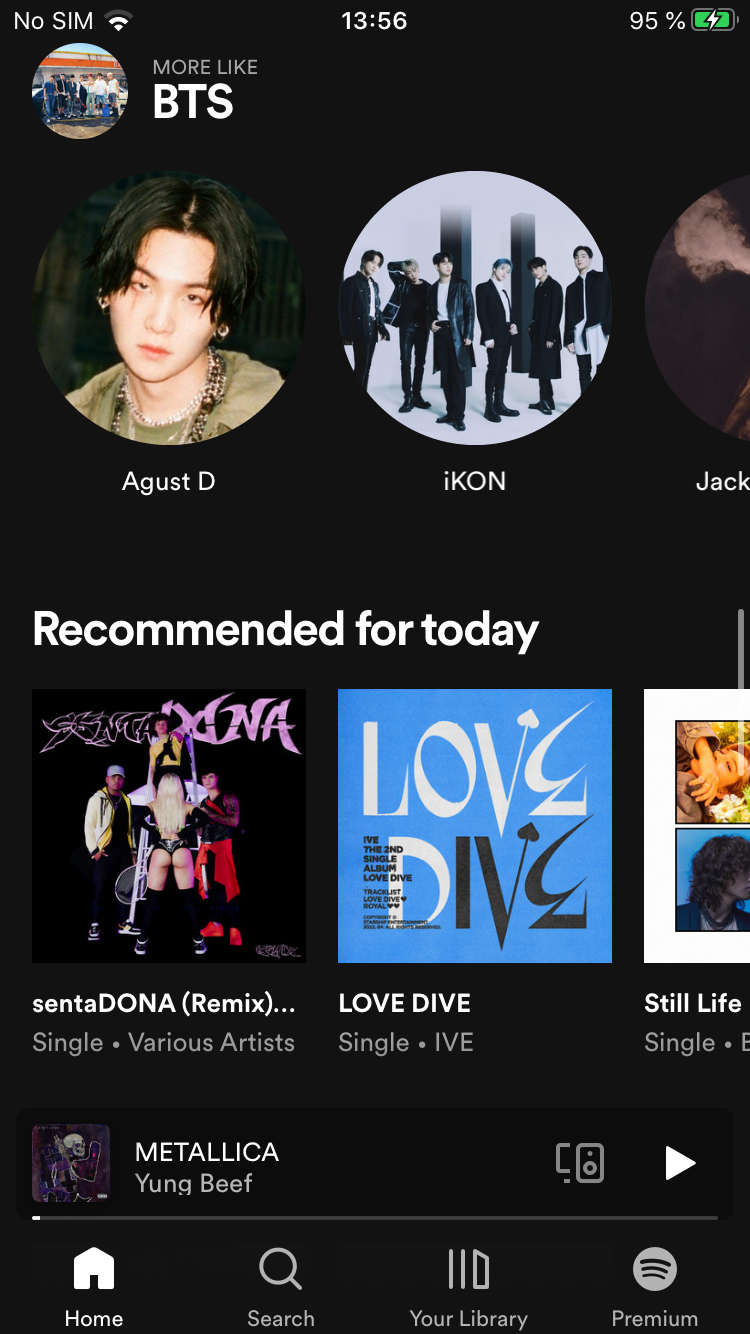 No SIM 13:56 95 %
MORE LIKE
BTS
Agust D
iKON
Jack
Recommended for today
SENTADONA
LOVE
DIVE
IVE
THE 2ND
SINGLE
ALBUM
LOVE DIVE
TRACKLIST
LOVE DIVE♥
ROYAL♥♥
COPYRIGHT ©
STARSHIP ENTERTAINMENT
2022.04. ALL RIGHTS RESERVED.
sentaDONA (Remix)...
Single • Various Artists
LOVE DIVE
Single • IVE
Still Life
Single • B
METALLICA
Yung Beef
Home
Search
Your Library
Premium